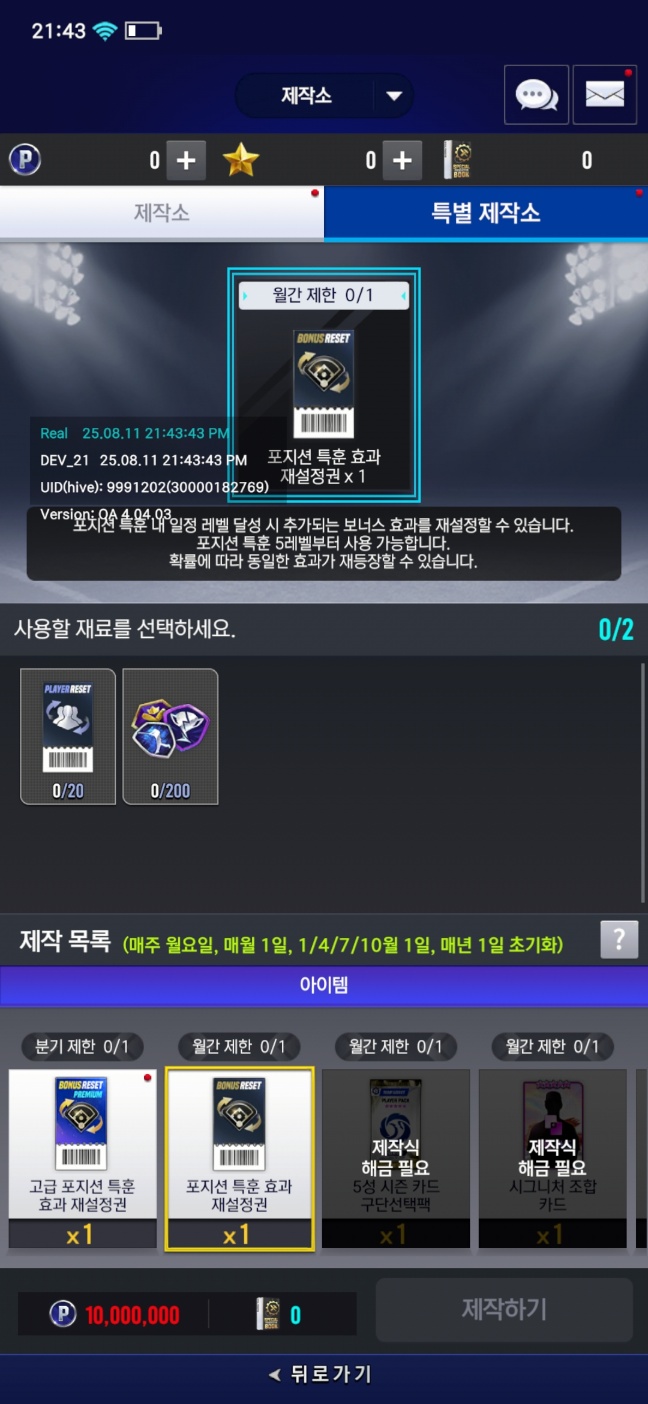 21:43
제작소
P 0 + 0 + 0
제작소 특별 제작소
월간 제한 0/1
BONUS RESET
Real 25.08.11 21:43:43 PM
DEV_21 25.08.11 21:43:43 PM
포지션 특훈 효과
재설정권 x 1
UID(hive): 9991202(30000182769)
Version: QA 4.04.03
포지션 특훈 내 일정 레벨 달성 시 추가되는 보너스 효과를 재설정할 수 있습니다.
포지션 특훈 5레벨부터 사용 가능합니다.
확률에 따라 동일한 효과가 재등장할 수 있습니다.
사용할 재료를 선택하세요. 0/2
PLAYER RESET
0/20 0/200
제작 목록 (매주 월요일, 매월 1일, 1/4/7/10월 1일, 매년 1일 초기화) ?
아이템
분기 제한 0/1 월간 제한 0/1 월간 제한 0/1 월간 제한 0/1
BONUS RESET PREMIUM
BONUS RESET
PLAYER PACK
제작식
해금 필요
제작식
해금 필요
고급 포지션 특훈
효과 재설정권
포지션 특훈 효과
재설정권
5성 시즌 카드
구단선택팩
시그니처 조합
카드
x1 x1 x1 x1
P 10,000,000 0 제작하기
뒤로가기